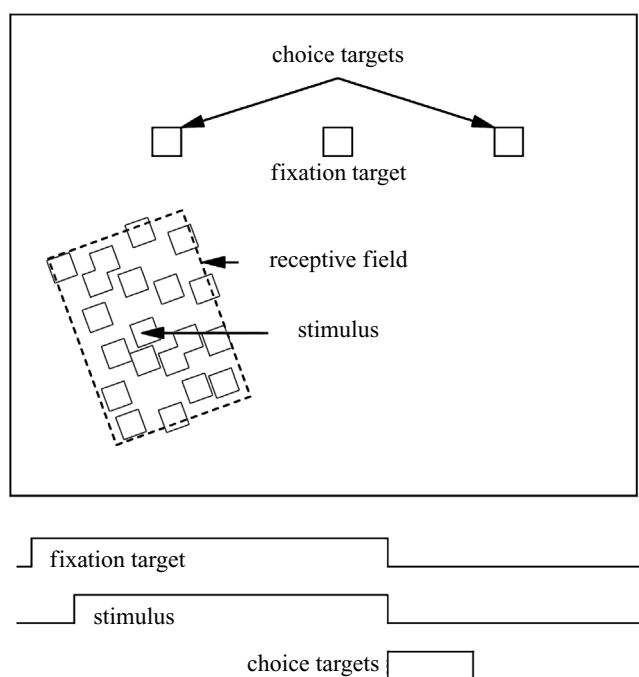 choice targets
fixation target
receptive field
stimulus
fixation target
stimulus
choice targets